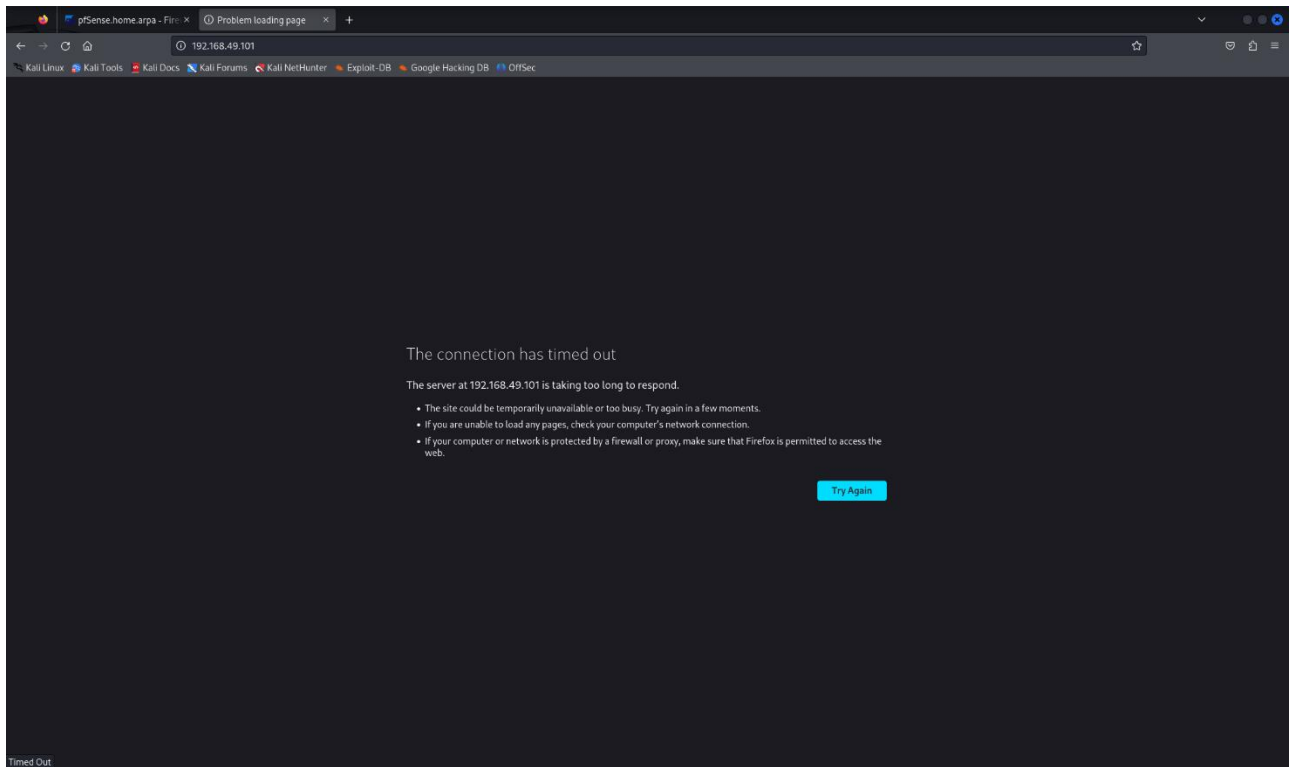 pfSense.home.arpa - Fire
Problem loading page
192.168.49.101
Kali Linux Kali Tools Kali Docs Kali Forums Kali NetHunter Exploit-DB Google Hacking DB OffSec
The connection has timed out
The server at 192.168.49.101 is taking too long to respond.
• The site could be temporarily unavailable or too busy. Try again in a few moments.
• If you are unable to load any pages, check your computer's network connection.
• If your computer or network is protected by a firewall or proxy, make sure that Firefox is permitted to access the
web.
Try Again
Timed Out